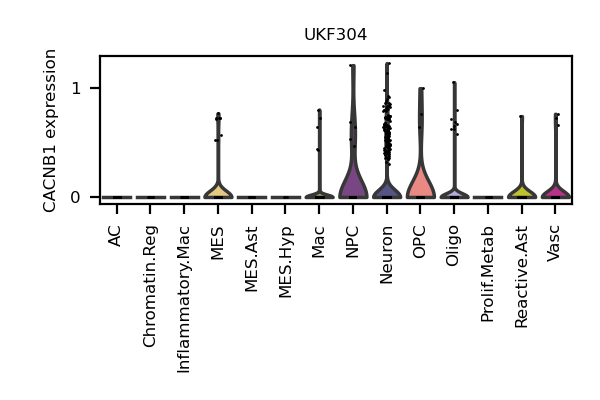 UKF304
CACNB1 expression
1
0
AC
Chromatin.Reg
Inflammatory.Mac
MES
MES.Ast
MES.Hyp
Mac
NPC
Neuron
OPC
Oligo
Prolif.Metab
Reactive.Ast
Vasc